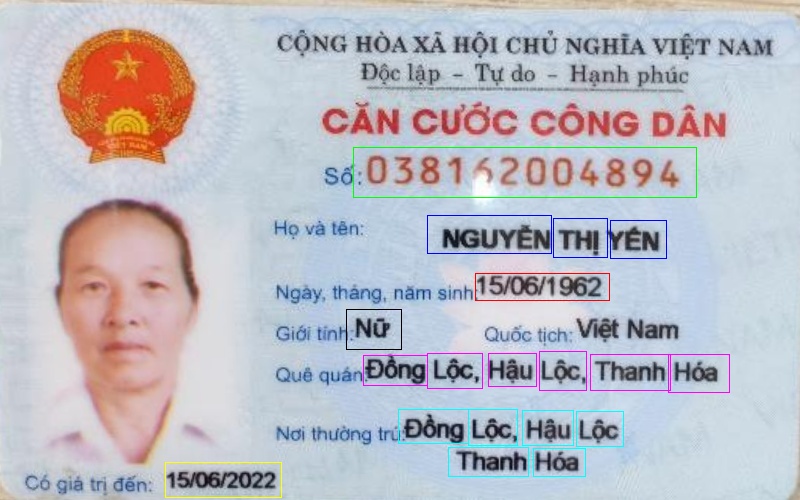 CỘNG HÒA XÃ HỘI CHỦ NGHĨA VIỆT NAM
Độc lập - Tự do - Hạnh phúc
CĂN CƯỚC CÔNG DÂN
Số: 038162004894
Họ và tên: NGUYỄN THỊ YẾN
Ngày, tháng, năm sinh: 15/06/1962
Giới tính: Nữ Quốc tịch: Việt Nam
Quê quán: Đồng Lộc, Hậu Lộc, Thanh Hóa
Nơi thường trú: Đồng Lộc, Hậu Lộc
Thanh Hóa
Có giá trị đến: 15/06/2022